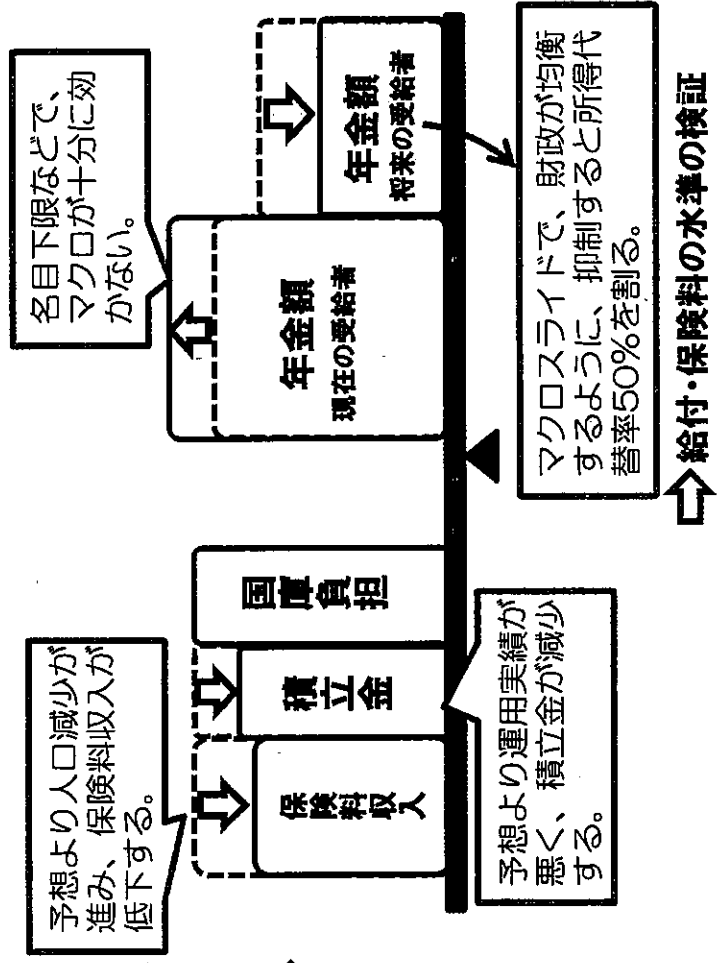 予想より人口減少が
進み、保険料収入が
低下する。
名目下限などで、
マクロが十分に効
かない。
保険料収入
積立金
国庫負担
年金額
現在の受給者
年金額
将来の受給者
予想より運用実績が
悪く、積立金が減少
する。
マクロスライドで、財政が均衡
するように、抑制すると所得代
替率50%を割る。
給付・保険料の水準の検証